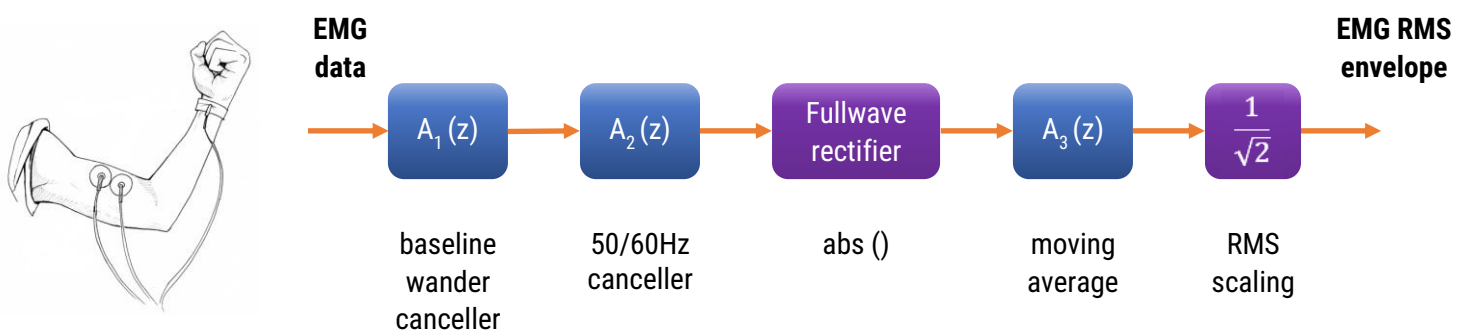 EMG
data
EMG RMS
envelope
A₁(z)
A₂(z)
Fullwave
rectifier
A₃(z)
1
√2
baseline
wander
canceller
50/60Hz
canceller
abs ()
moving
average
RMS
scaling